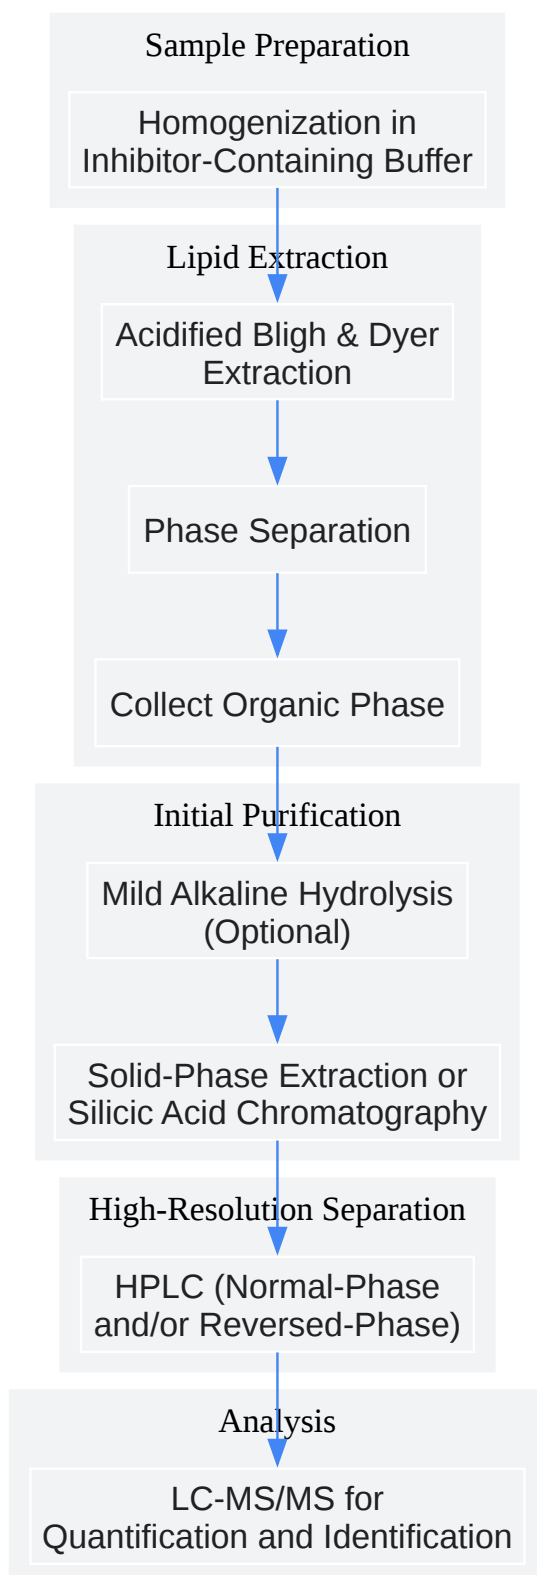 Sample Preparation
Homogenization in
Inhibitor-Containing Buffer
Lipid Extraction
Acidified Bligh & Dyer
Extraction
Phase Separation
Collect Organic Phase
Initial Purification
Mild Alkaline Hydrolysis
(Optional)
Solid-Phase Extraction or
Silicic Acid Chromatography
High-Resolution Separation
HPLC (Normal-Phase
and/or Reversed-Phase)
Analysis
LC-MS/MS for
Quantification and Identification